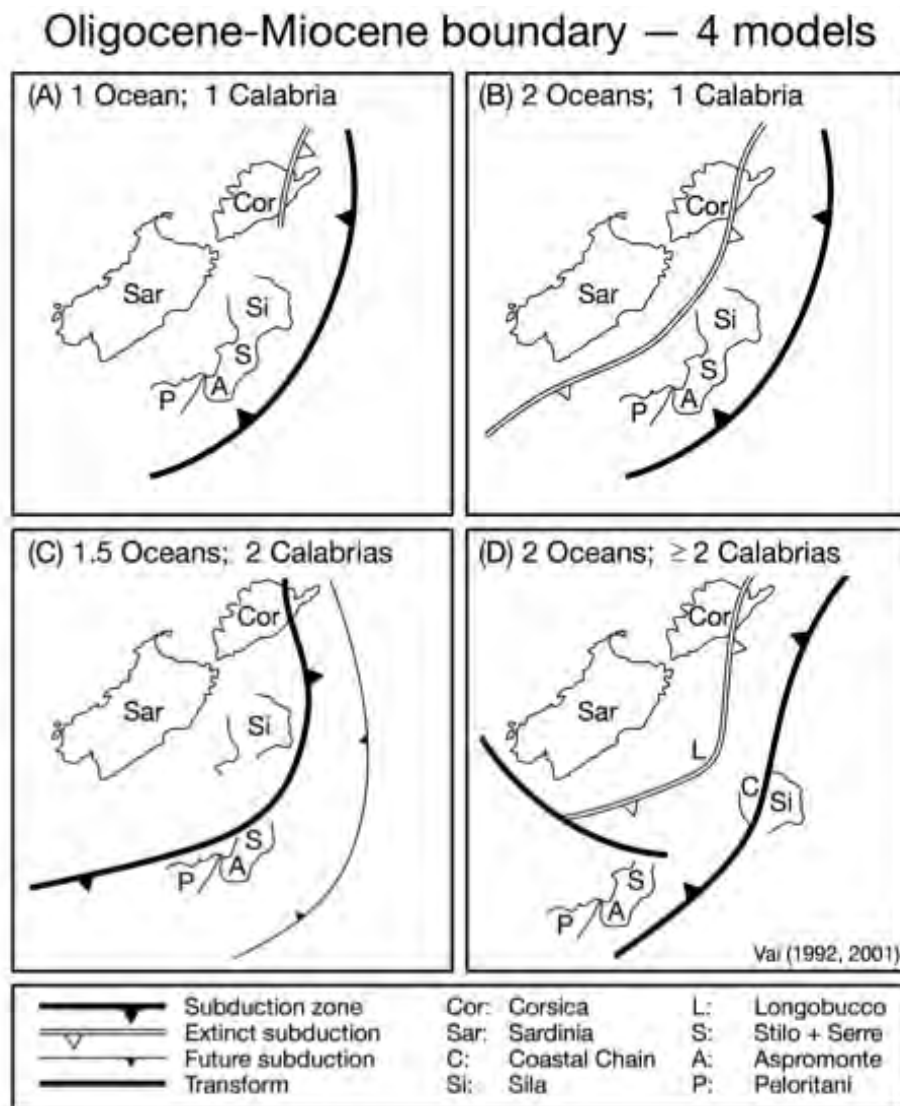 Oligocene-Miocene boundary — 4 models
(A) 1 Ocean; 1 Calabria
Cor
Sar
Si
S
A
P
(B) 2 Oceans; 1 Calabria
Cor
Sar
Si
S
A
P
(C) 1.5 Oceans; 2 Calabrias
Cor
Sar
Si
S
A
P
(D) 2 Oceans; ≥ 2 Calabrias
Cor
Sar
L
C
Si
S
A
P
Vai (1992, 2001)
Subduction zone
Extinct subduction
Future subduction
Transform
Cor: Corsica
Sar: Sardinia
C: Coastal Chain
Si: Sila
L: Longobucco
S: Stilo + Serre
A: Aspromonte
P: Peloritani